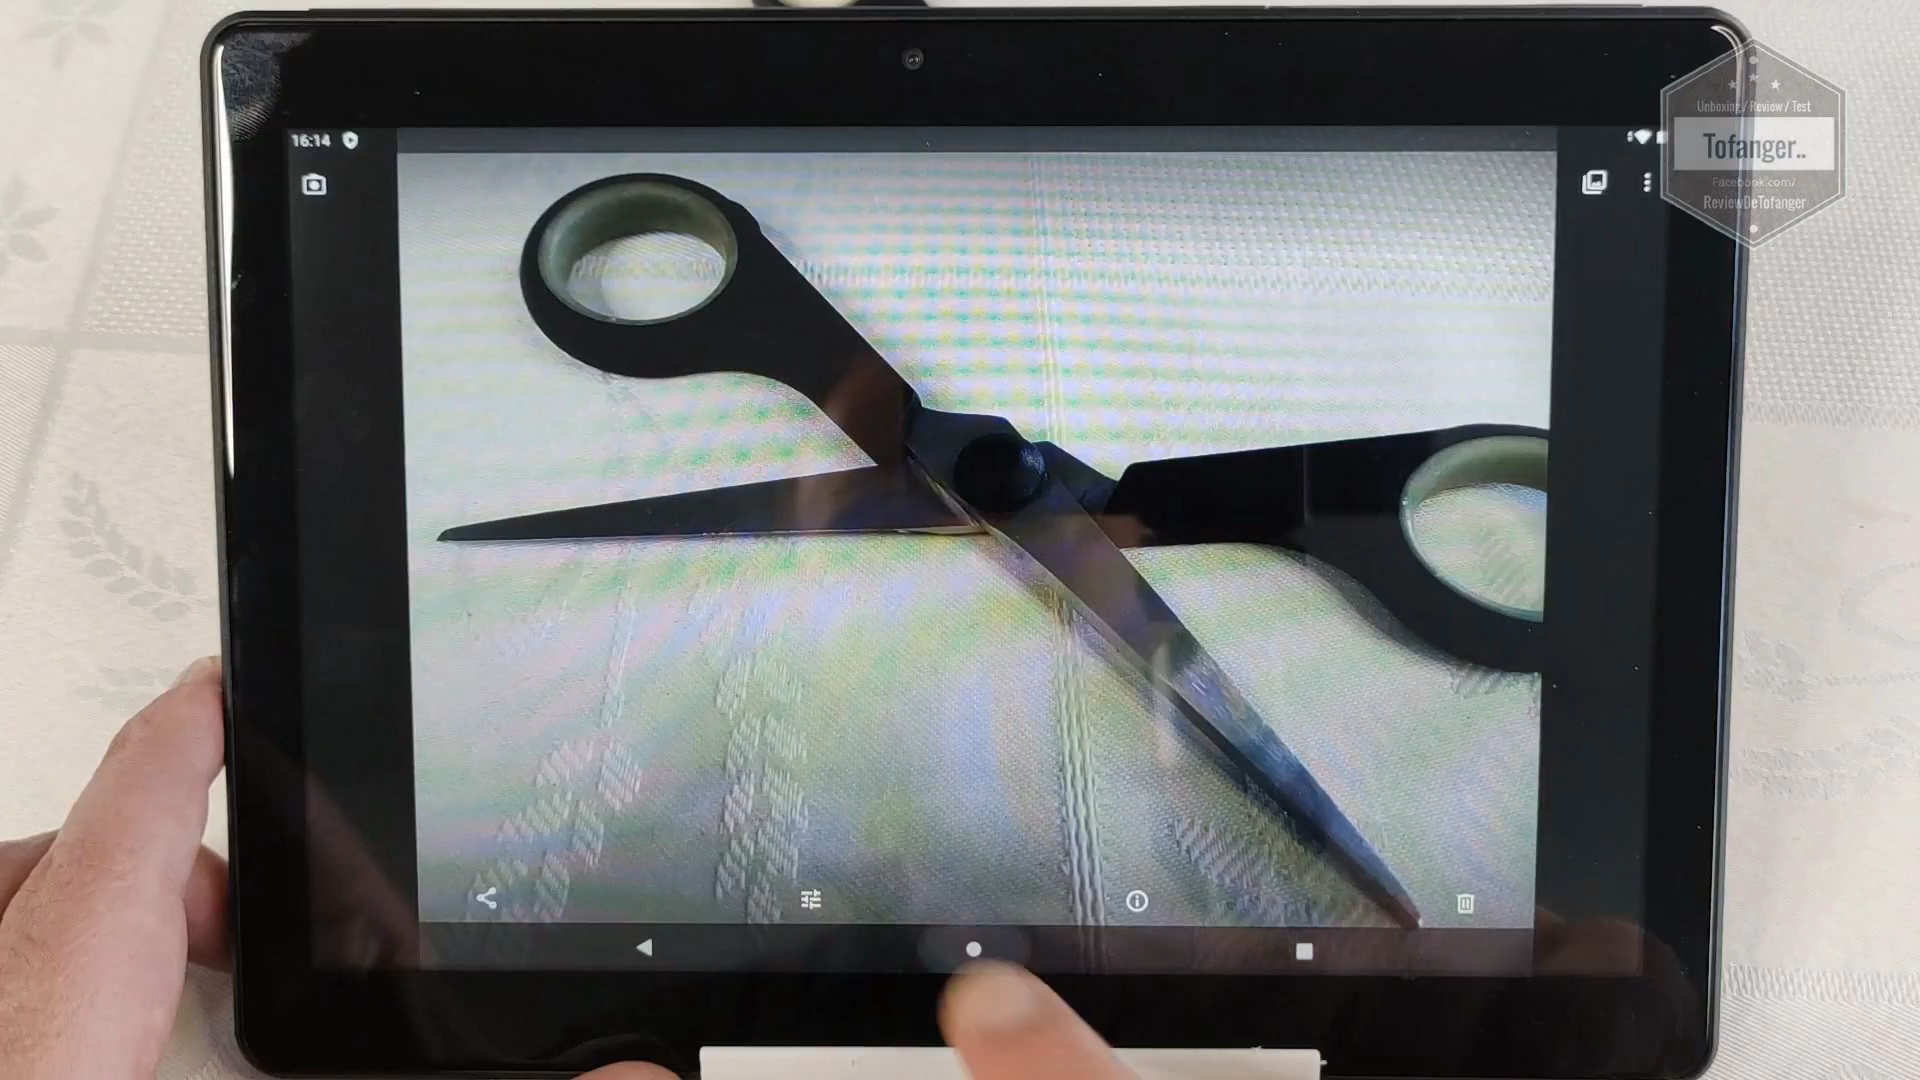 16:14
Unboxing / Review / Test
Tofanger..
Facebook.com/
ReviewDeTofanger